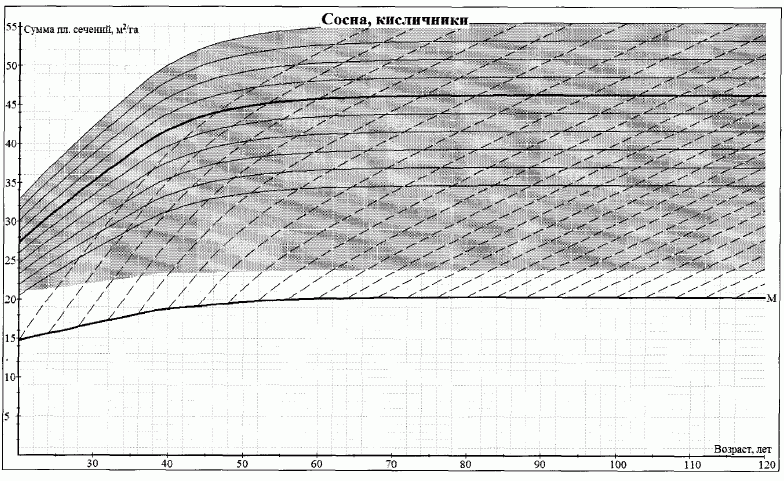 Сосна, кисличники
Сумма пл. сечений, м²/га
55
50
45
40
35
30
25
20
15
10
5
М
Возраст, лет
30 40 50 60 70 80 90 100 110 120